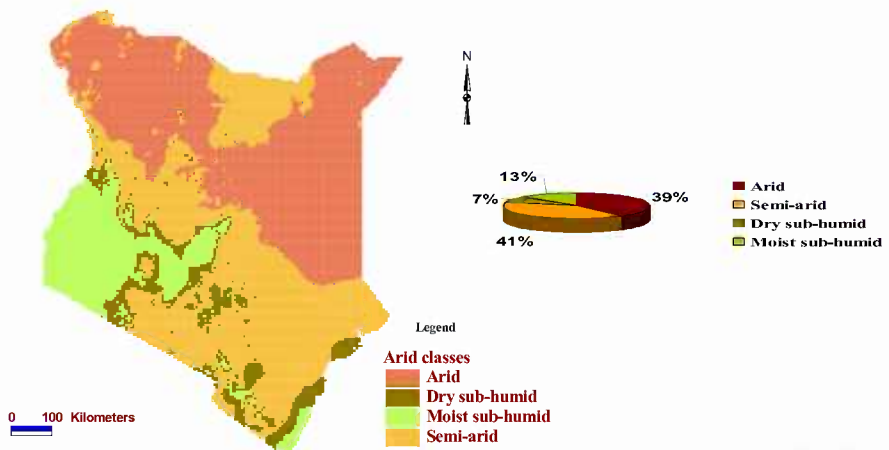 N
13%
7%
39%
41%
Arid
Semi-arid
Dry sub-humid
Moist sub-humid
Legend
Arid classes
Arid
Dry sub-humid
Moist sub-humid
Semi-arid
0 100 Kilometers